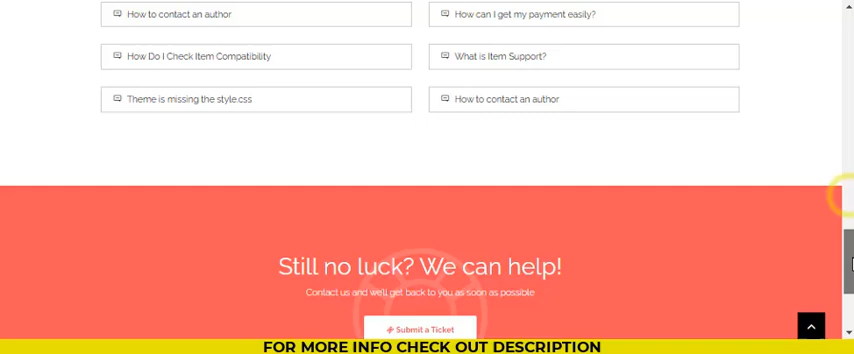 How to contact an author
How can I get my payment easily?
How Do I Check Item Compatibility
What is Item Support?
Theme is missing the style.css
How to contact an author
Still no luck? We can help!
Contact us and we'll get back to you as soon as possible
Submit a Ticket
FOR MORE INFO CHECK OUT DESCRIPTION